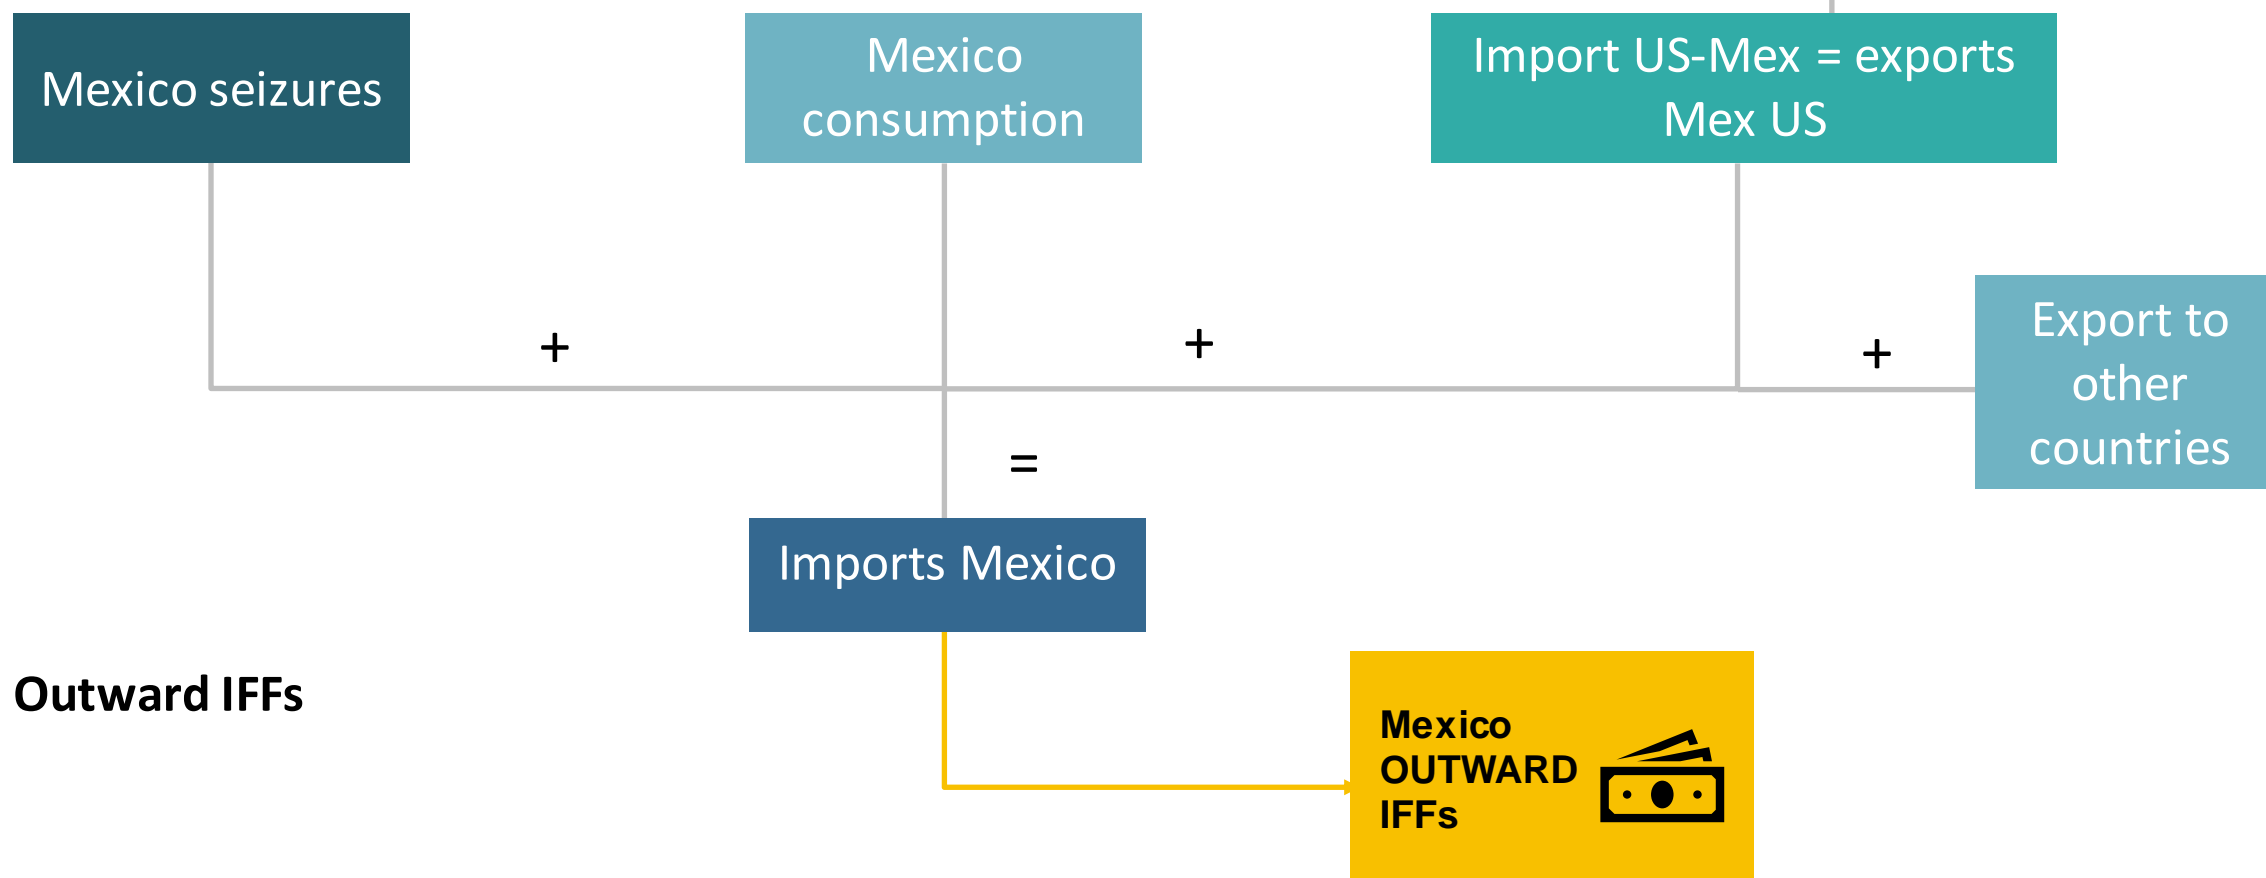 Mexico seizures
Mexico
consumption
Import US-Mex = exports
Mex US
+
+
+
Export to
other
countries
=
Imports Mexico
Outward IFFs
Mexico
OUTWARD
IFFs